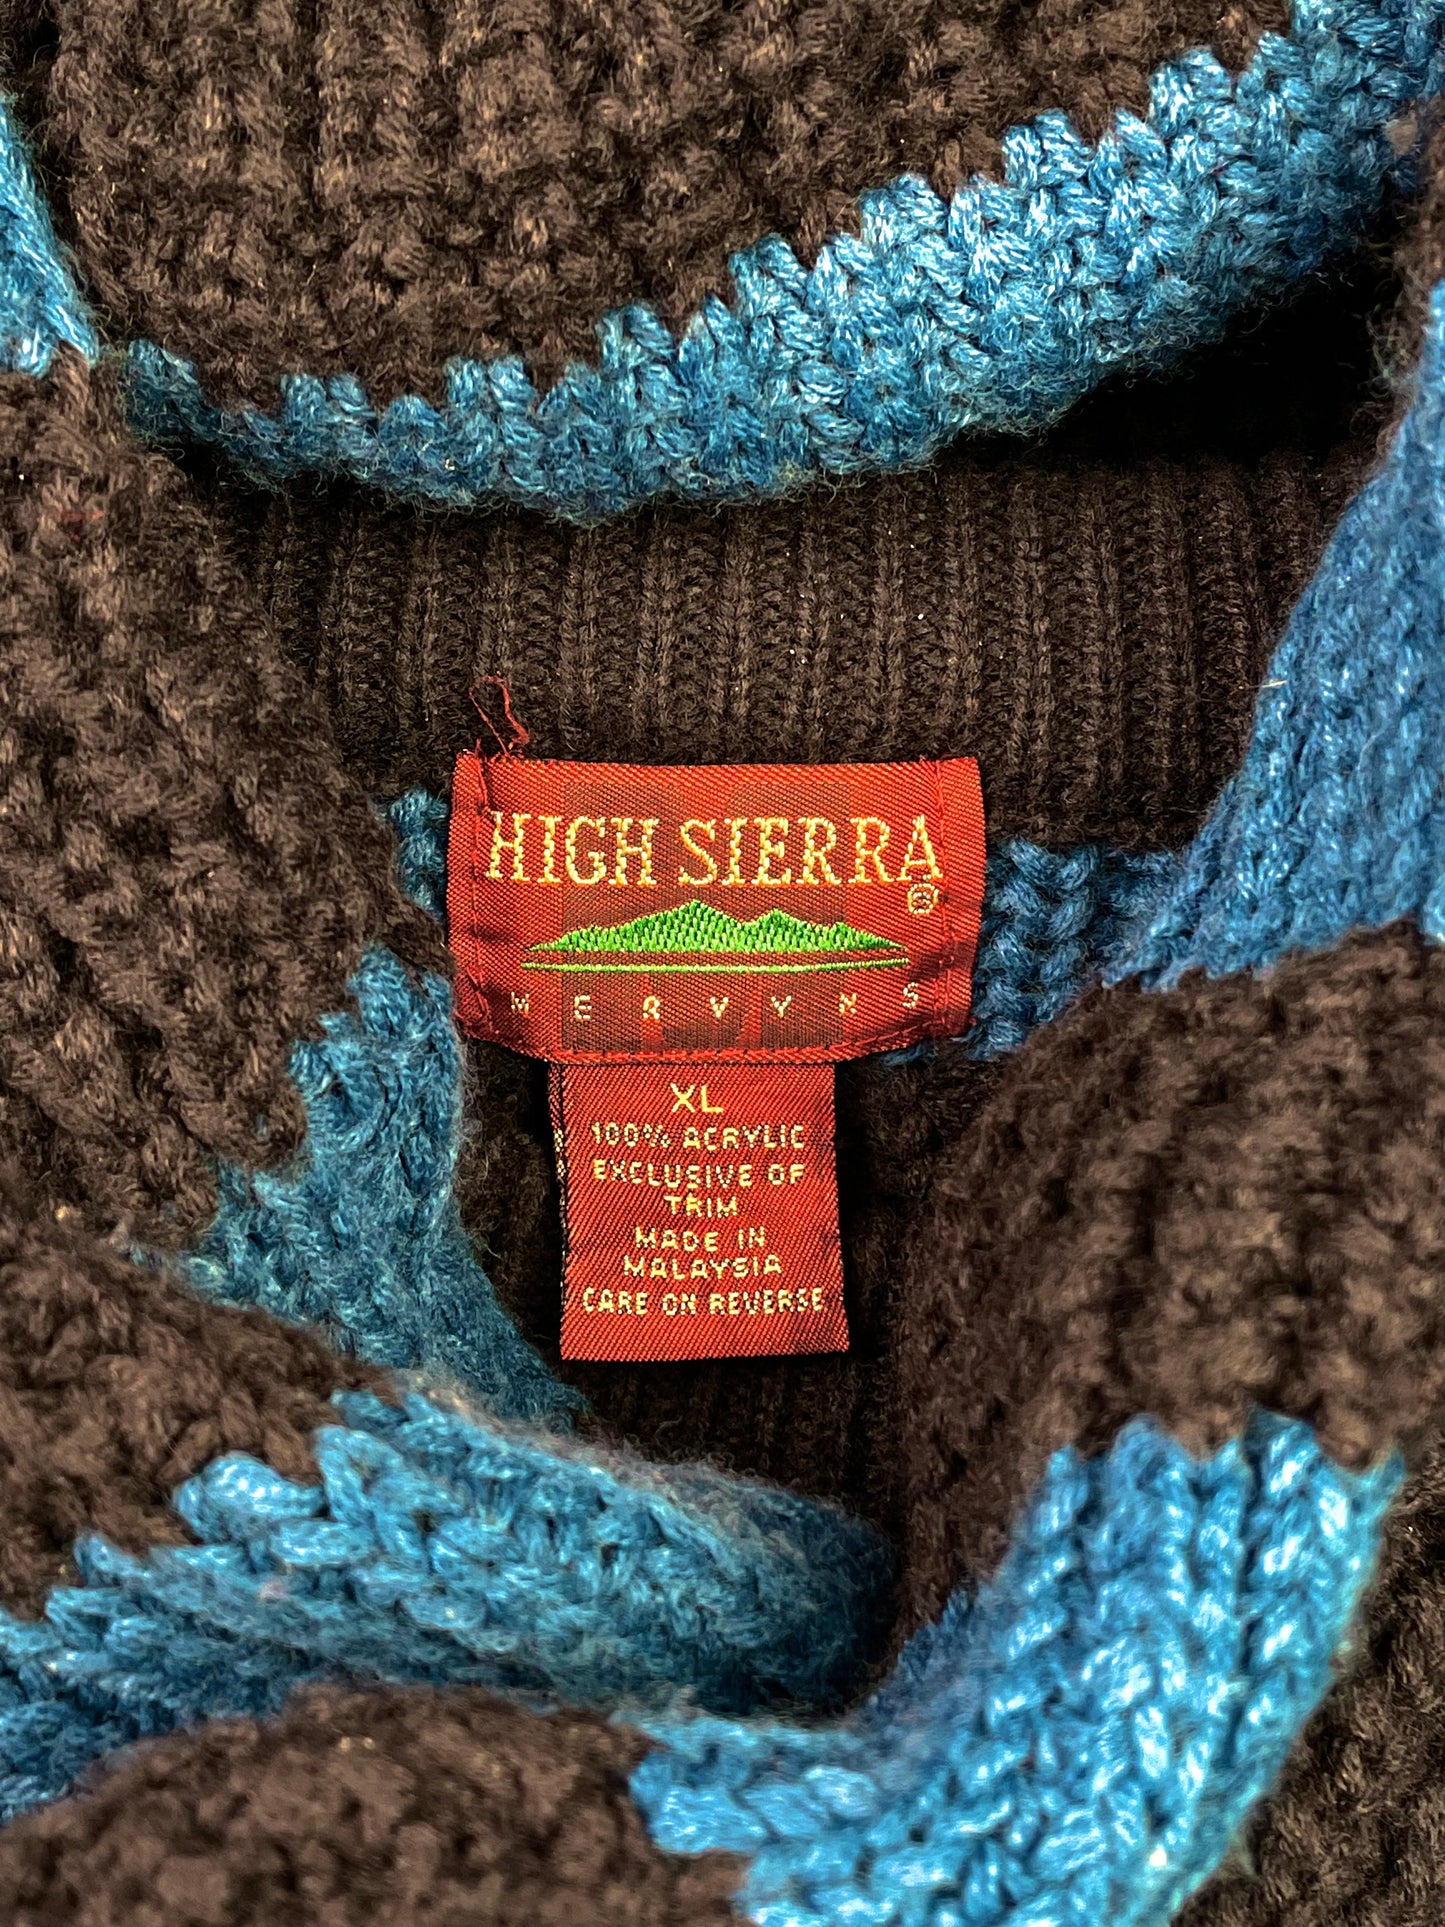 HIGH SIERRA
®
MERVYNS
XL
100% ACRYLIC
EXCLUSIVE OF
TRIM
MADE IN
MALAYSIA
CARE ON REVERSE